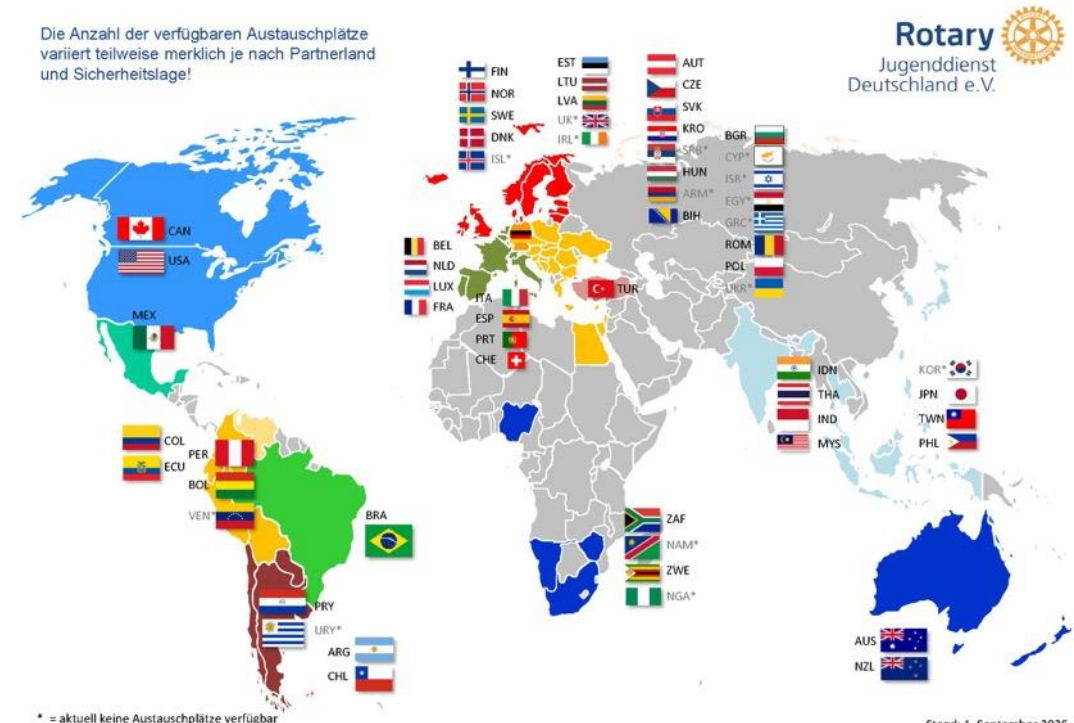 Die Anzahl der verfügbaren Austauschplätze
variiert teilweise merklich je nach Partnerland
und Sicherheitslage!
Rotary
Jugenddienst
Deutschland e.V.
FIN
NOR
SWE
DNK
ISL*
EST
LTU
LVA
UK*
IRL*
AUT
CZE
SVK
KRO
SRB*
HUN
ARM*
BIH
BGR
CYP*
ISR*
EGY*
GRC*
ROM
POL
UKR*
CAN
USA
MEX
BEL
NLD
LUX
FRA
ITA
ESP
PRT
CHE
TUR
IDN
THA
IND
MYS
KOR*
JPN
TWN
PHL
COL
ECU
PER
BOL
VEN*
BRA
PRY
URY*
ARG
CHL
ZAF
NAM*
ZWE
NGA*
AUS
NZL
* = aktuell keine Austauschplätze verfügbar
Stand: 1. September 2025